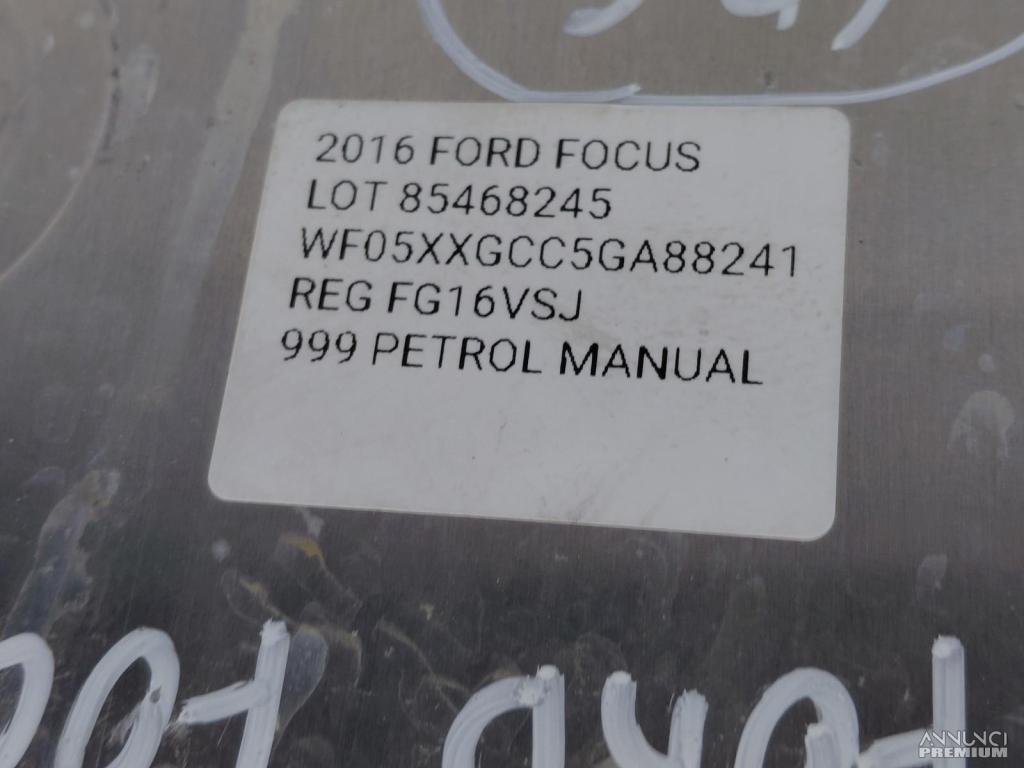 2016 FORD FOCUS
LOT 85468245
WF05XXGCC5GA88241
REG FG16VSJ
999 PETROL MANUAL
ANNUNCI
PREMIUM